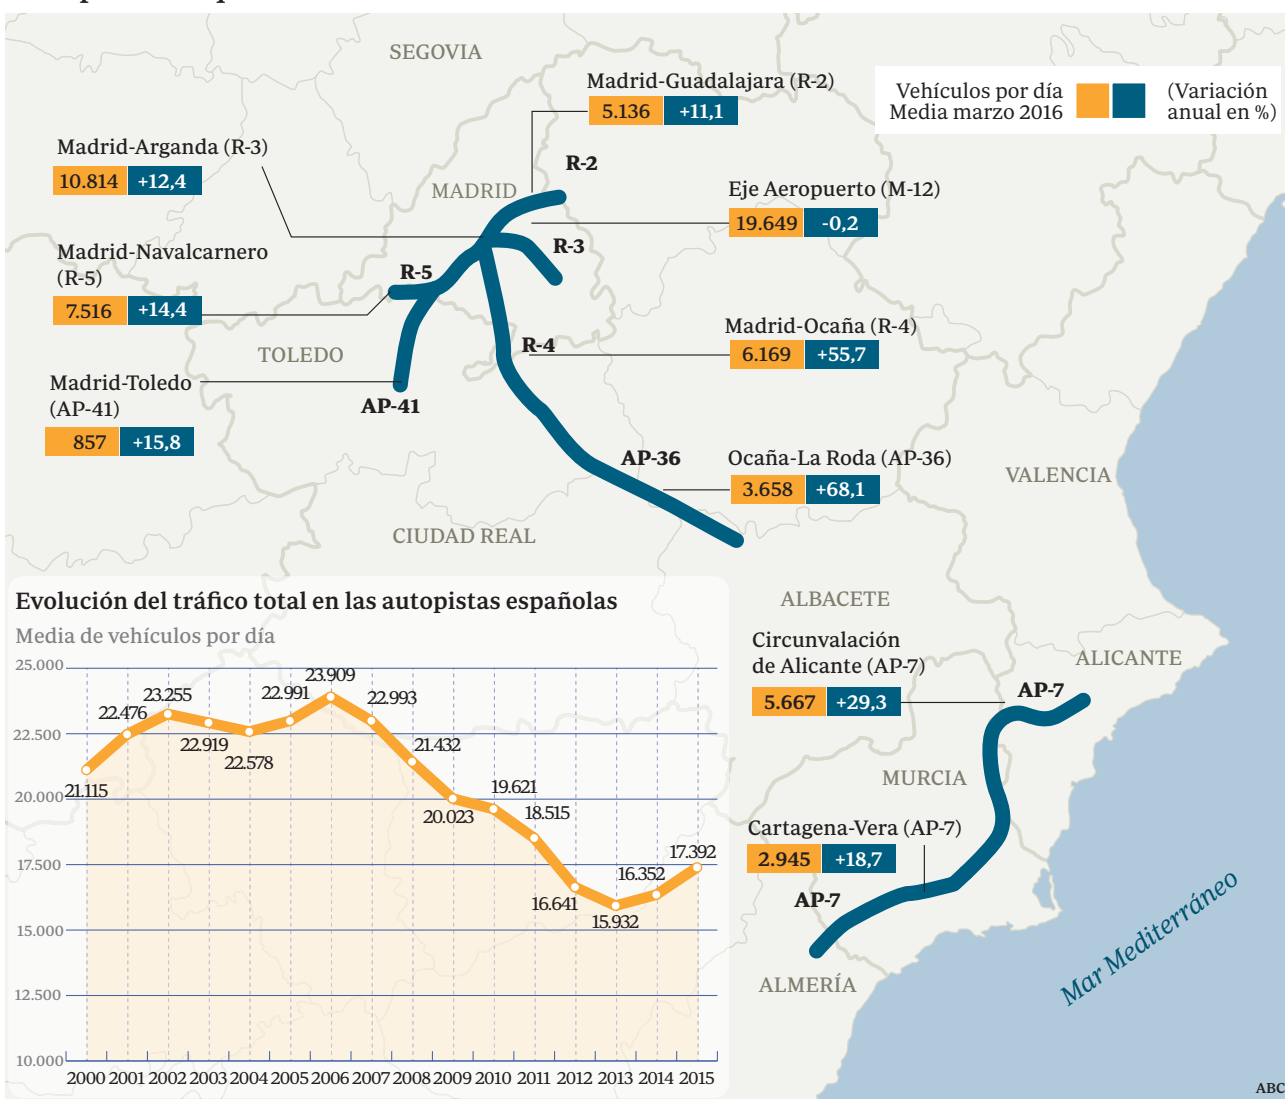 SEGOVIA
Madrid-Guadalajara (R-2)
5.136 +11,1
Vehículos por día
Media marzo 2016
(Variación
anual en %)
Madrid-Arganda (R-3)
10.814 +12,4
R-2
MADRID
Eje Aeropuerto (M-12)
19.649 -0,2
Madrid-Navalcarnero
(R-5)
7.516 +14,4
R-3
R-5
Madrid-Ocaña (R-4)
6.169 +55,7
R-4
TOLEDO
Madrid-Toledo
(AP-41)
857 +15,8
AP-41
AP-36
Ocaña-La Roda (AP-36)
3.658 +68,1
VALENCIA
CIUDAD REAL
ALBACETE
Circunvalación
de Alicante (AP-7)
5.667 +29,3
ALICANTE
AP-7
MURCIA
Cartagena-Vera (AP-7)
2.945 +18,7
AP-7
ALMERÍA
Mar Mediterráneo
Evolución del tráfico total en las autopistas españolas
Media de vehículos por día
25.000
22.500
20.000
17.500
15.000
12.500
10.000
21.115
22.476
23.255
22.919
22.578
22.991
23.909
22.993
21.432
20.023
19.621
18.515
16.641
15.932
16.352
17.392
2000 2001 2002 2003 2004 2005 2006 2007 2008 2009 2010 2011 2012 2013 2014 2015
ABC